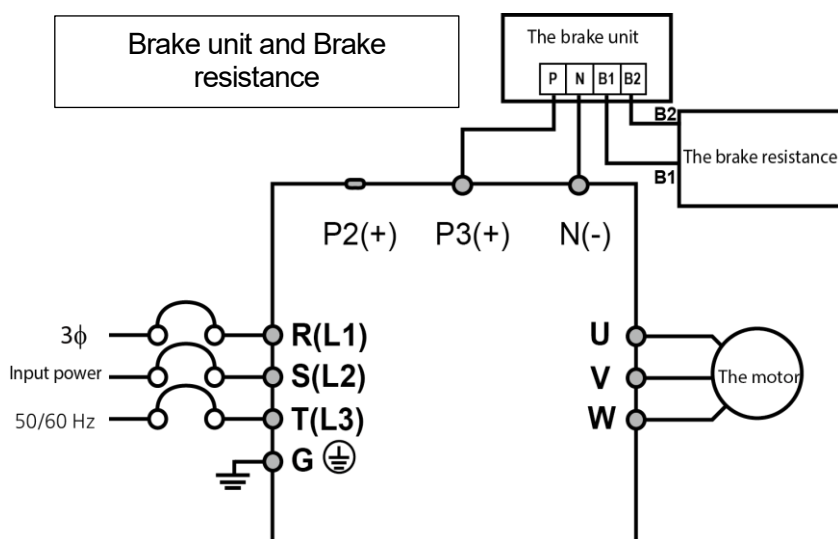 Brake unit and Brake
resistance
The brake unit
P N B1 B2
B2
The brake resistance
B1
P2(+) P3(+) N(-)
3ϕ
R(L1)
U
Input power
S(L2)
V
The motor
50/60 Hz
T(L3)
W
G